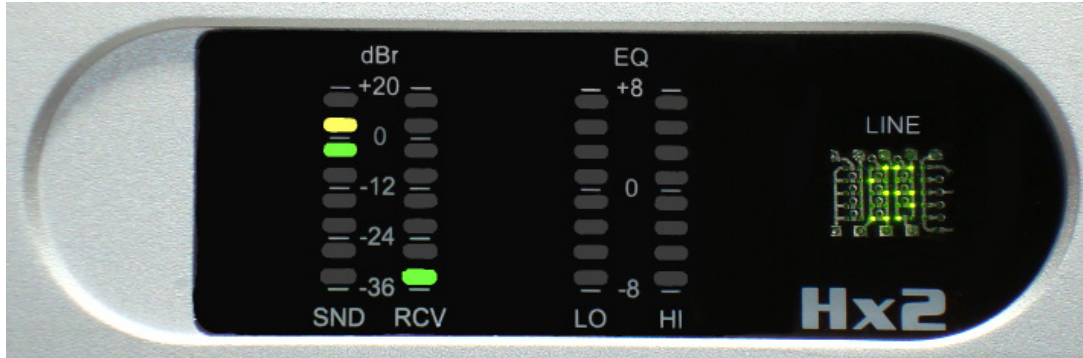 dBr EQ
+20 +8
0
-12 0
-24
-36 -8
SND RCV LO HI
LINE
Hx2